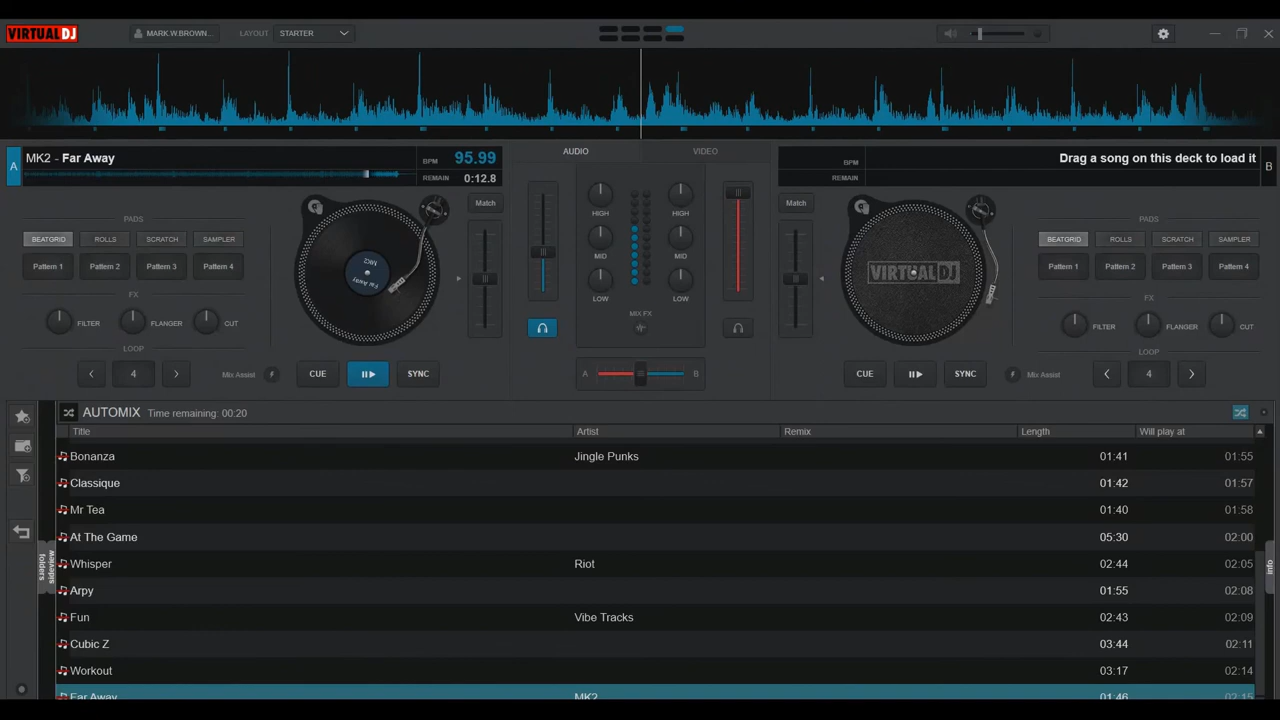 VIRTUALDJ MARK.W.BROWN... LAYOUT STARTER
A MK2 - Far Away BPM 95.99 REMAIN 0:12.8
AUDIO VIDEO
BPM REMAIN Drag a song on this deck to load it B
PADS Match
BEATGRID ROLLS SCRATCH SAMPLER
Pattern 1 Pattern 2 Pattern 3 Pattern 4
FX
FILTER FLANGER CUT
LOOP
4 Mix Assist CUE SYNC
MK2 Far Away
HIGH HIGH
MID MID
LOW LOW
MIX FX
A B
Match PADS
VIRTUALDJ
BEATGRID ROLLS SCRATCH SAMPLER
Pattern 1 Pattern 2 Pattern 3 Pattern 4
FX
FILTER FLANGER CUT
LOOP
CUE SYNC Mix Assist 4
AUTOMIX Time remaining: 00:20
Title Artist Remix Length Will play at
Bonanza Jingle Punks 01:41 01:55
Classique 01:42 01:57
Mr Tea 01:40 01:58
At The Game 05:30 02:00
Whisper Riot 02:44 02:05
Arpy 01:55 02:08
Fun Vibe Tracks 02:43 02:09
Cubic Z 03:44 02:11
Workout 03:17 02:14
Far Away MK2 01:46 02:15
folders
sideview
info